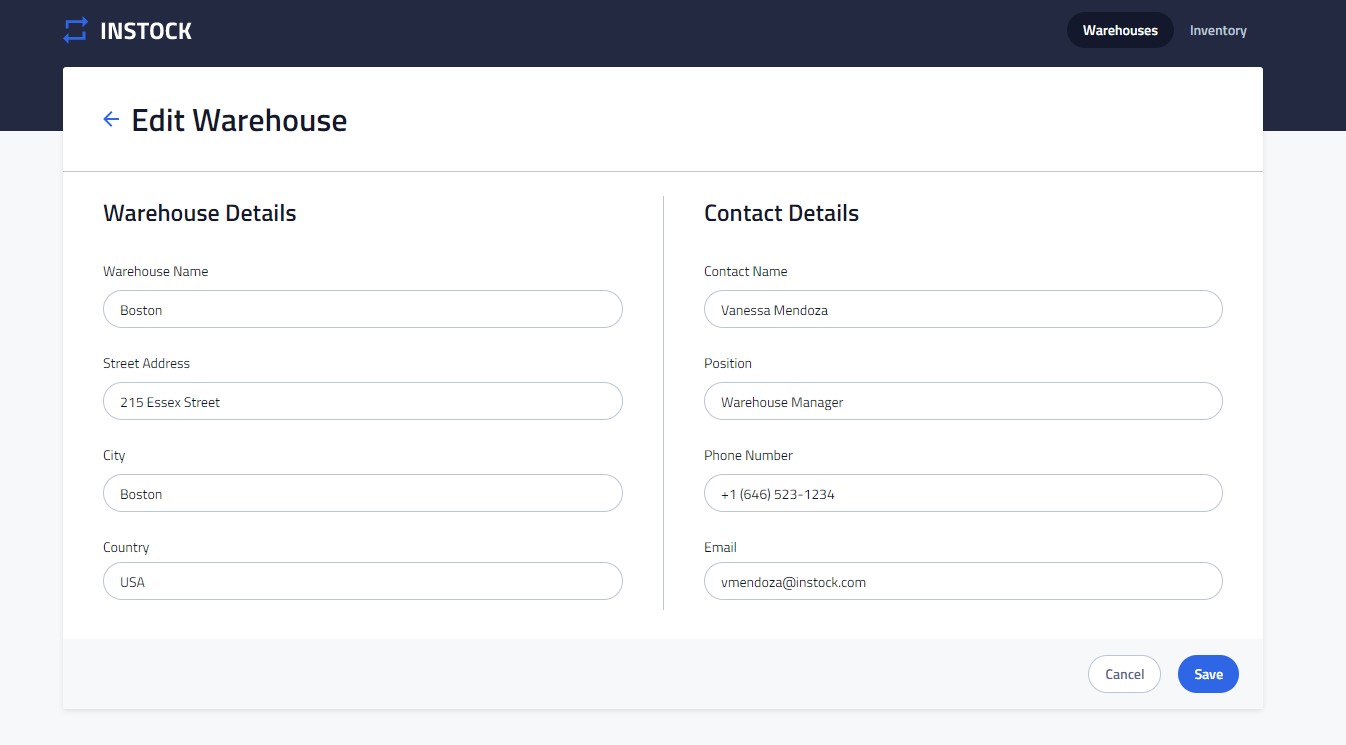 INSTOCK
Warehouses
Inventory
Edit Warehouse
Warehouse Details
Warehouse Name
Boston
Street Address
215 Essex Street
City
Boston
Country
USA
Contact Details
Contact Name
Vanessa Mendoza
Position
Warehouse Manager
Phone Number
+1 (646) 523-1234
Email
vmendoza@instock.com
Cancel
Save